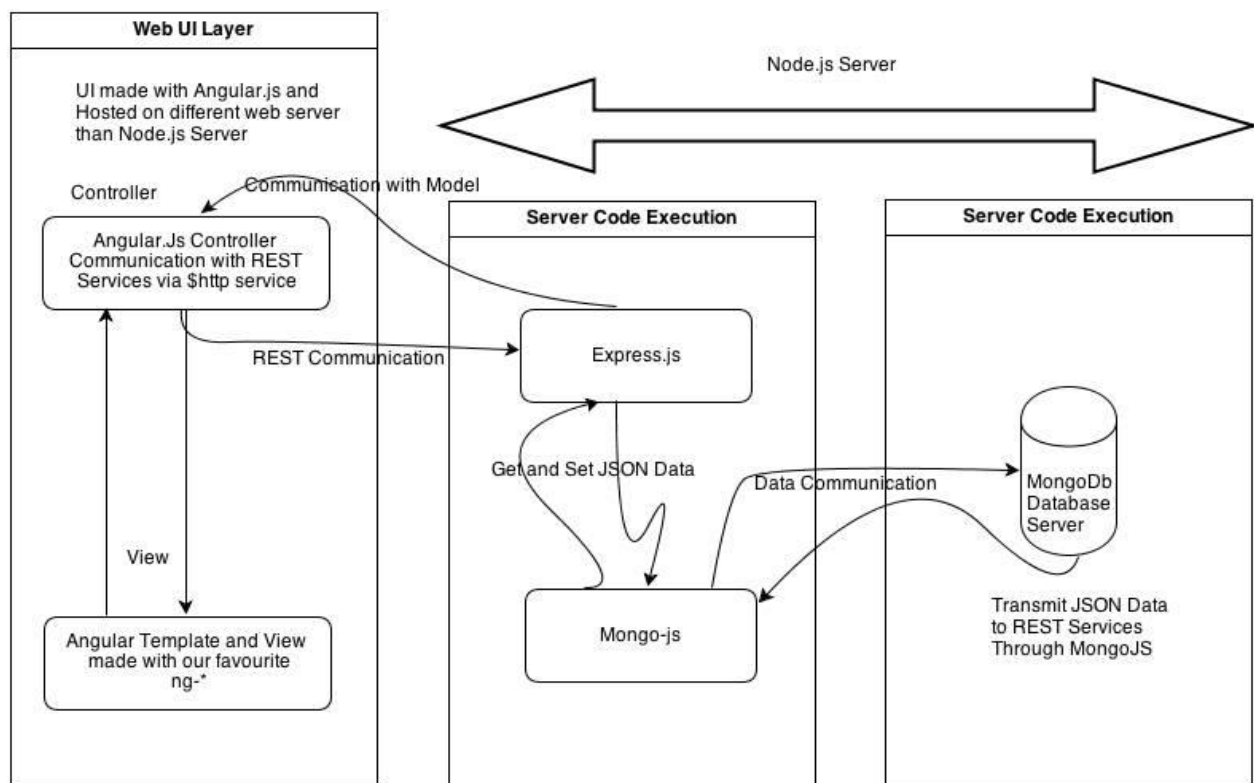 Web UI Layer
UI made with Angular.js and
Hosted on different web server
than Node.js Server
Controller
Angular.Js Controller
Communication with REST
Services via $http service
View
Angular Template and View
made with our favourite
ng-*
Communication with Model
REST Communication
Node.js Server
Server Code Execution
Express.js
Get and Set JSON Data
Mongo-js
Data Communication
Server Code Execution
MongoDb
Database
Server
Transmit JSON Data
to REST Services
Through MongoJS